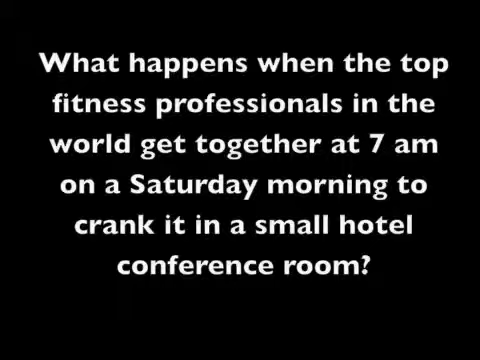 What happens when the top
fitness professionals in the
world get together at 7 am
on a Saturday morning to
crank it in a small hotel
conference room?